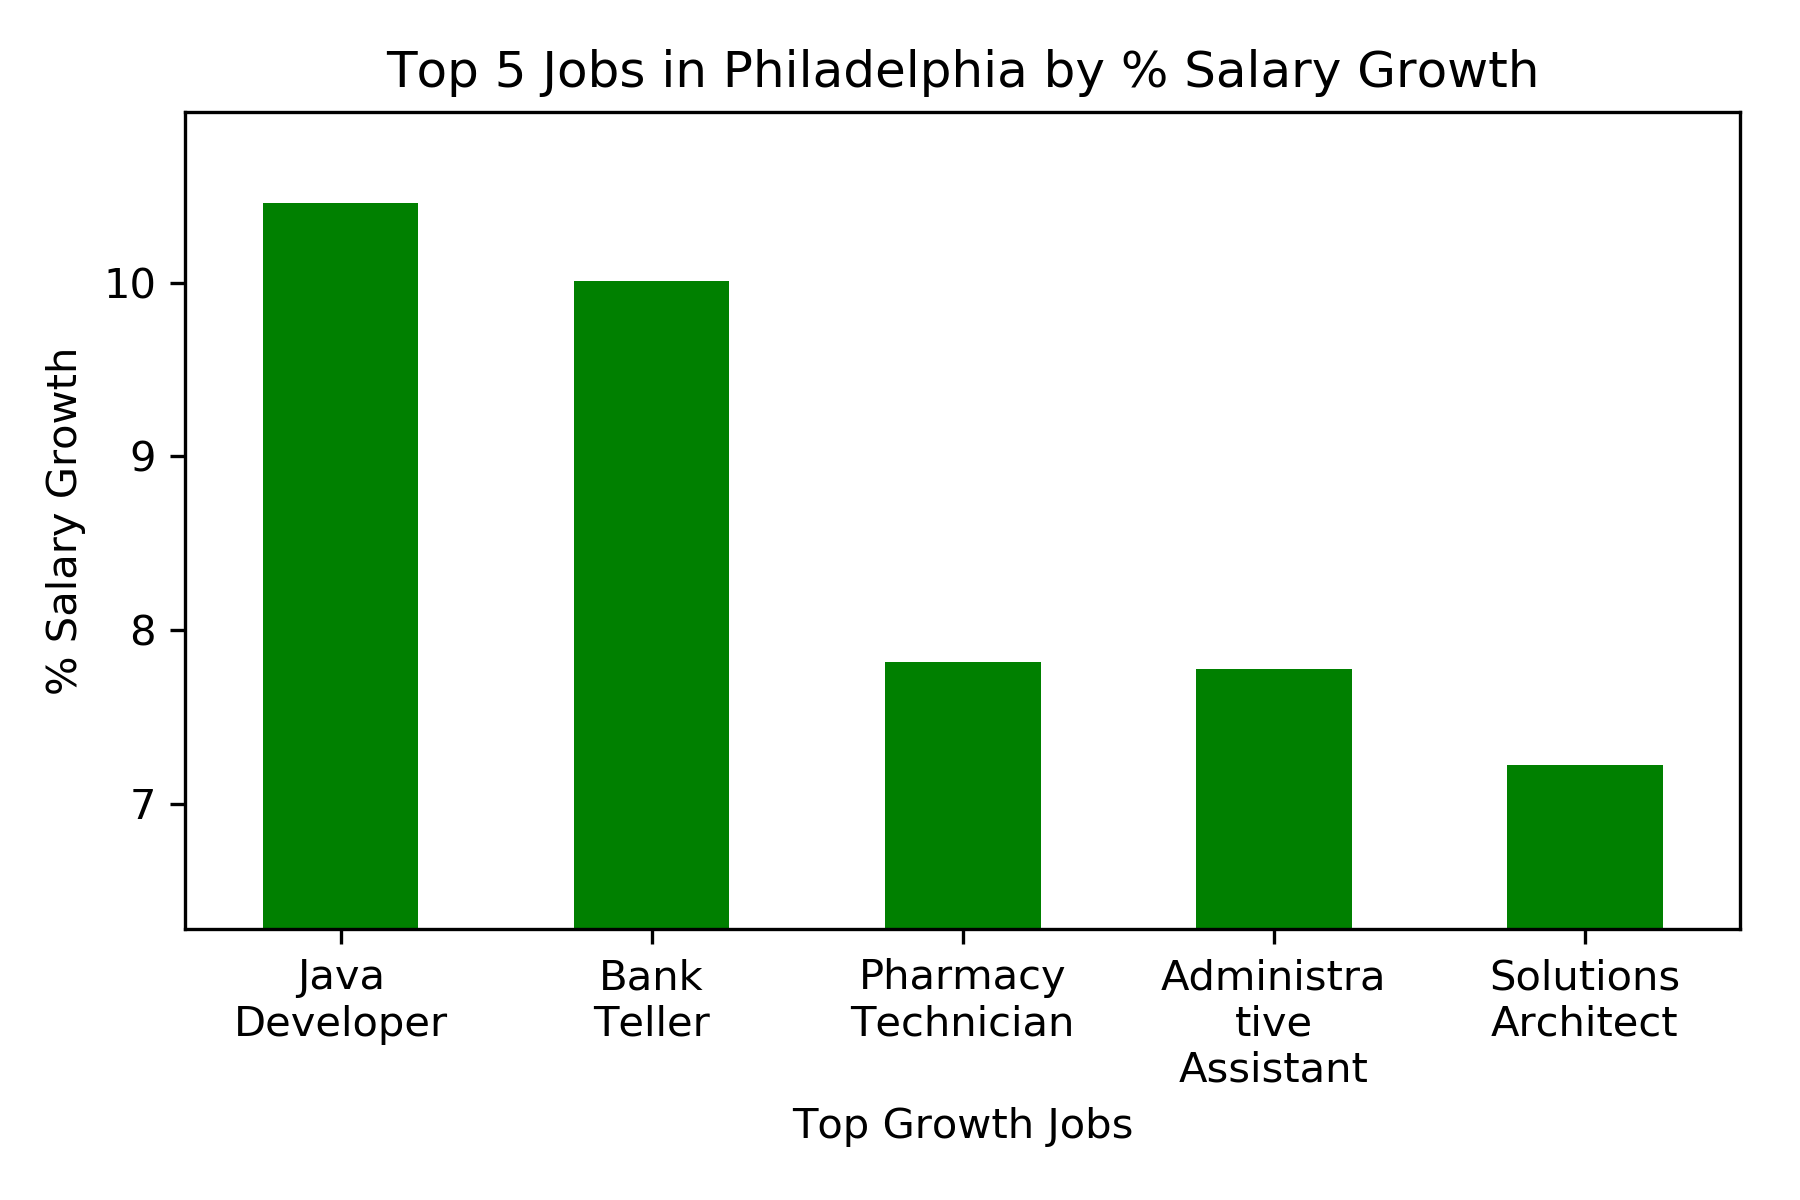 Top 5 Jobs in Philadelphia by % Salary Growth
% Salary Growth
10
9
8
7
Java
Developer
Bank
Teller
Pharmacy
Technician
Administra
tive
Assistant
Solutions
Architect
Top Growth Jobs